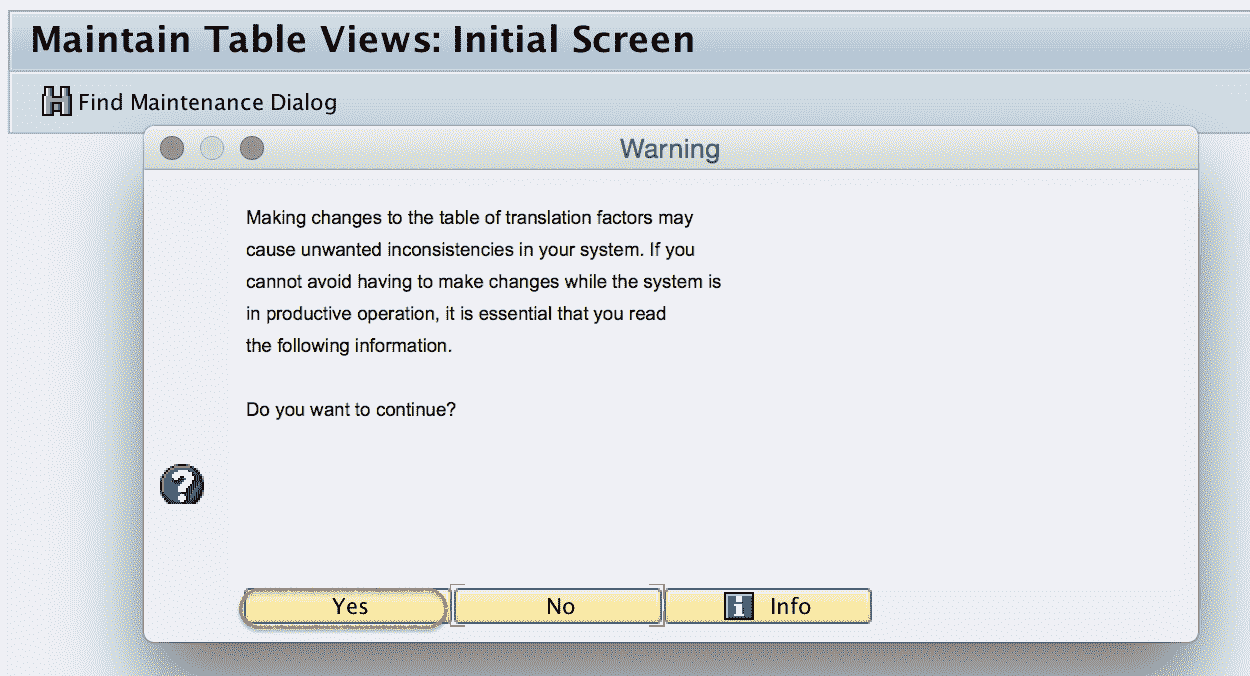 Maintain Table Views: Initial Screen
Find Maintenance Dialog
Warning
Making changes to the table of translation factors may
cause unwanted inconsistencies in your system. If you
cannot avoid having to make changes while the system is
in productive operation, it is essential that you read
the following information.
Do you want to continue?
Yes
No
Info